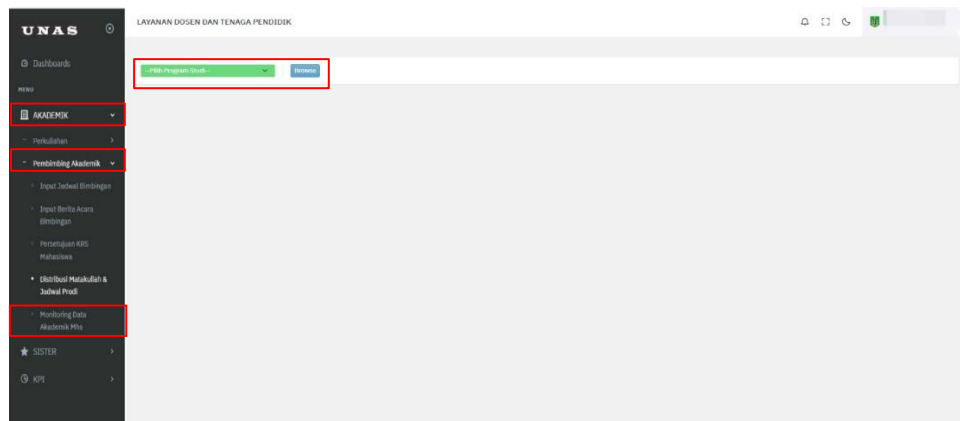 UNAS
LAYANAN DOSEN DAN TENAGA PENDIDIK
Dashboards
--Pilih Program Studi--
Browse
MENU
AKADEMIK
Perkuliahan
Pembimbing Akademik
Input Jadwal Bimbingan
Input Berita Acara
Bimbingan
Persetujuan KRS
Mahasiswa
Distribusi Matakuliah &
Jadwal Prodi
Monitoring Data
Akademik Mhs
SISTER
KPI